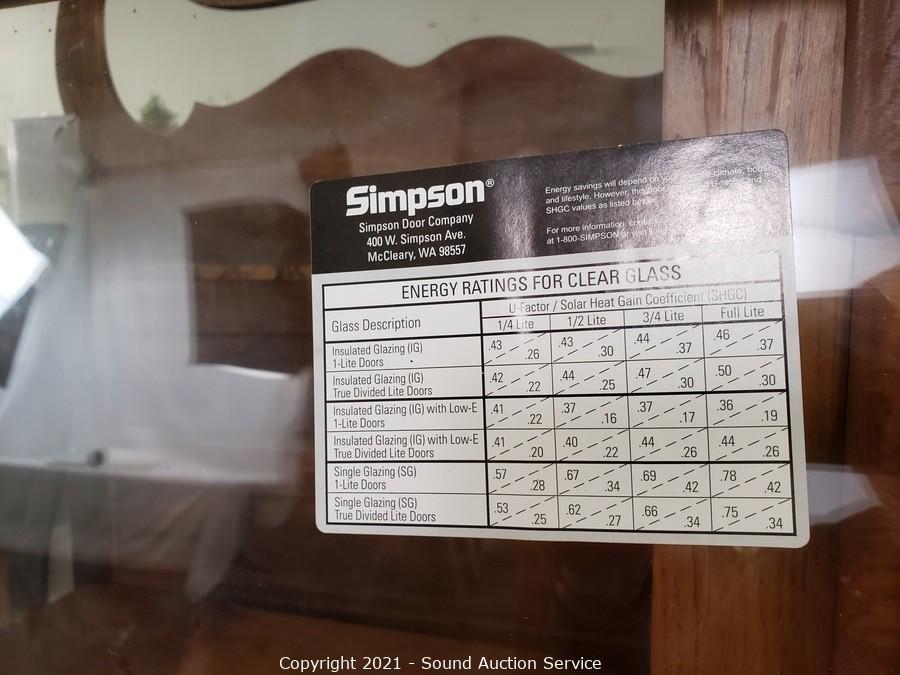 Simpson®
Simpson Door Company
400 W. Simpson Ave.
McCleary, WA 98557
Energy savings will depend on climate,
and lifestyle. However,
SHGC values as listed
For more information,
at 1-800-SIMPSON or
ENERGY RATINGS FOR CLEAR GLASS
Glass Description
U-Factor / Solar Heat Gain Coefficient (SHGC)
1/4 Lite 1/2 Lite 3/4 Lite Full Lite
Insulated Glazing (IG)
1-Lite Doors
.43 .26 .43 .30 .44 .37 .46 .37
Insulated Glazing (IG)
True Divided Lite Doors
.42 .22 .44 .25 .47 .30 .50 .30
Insulated Glazing (IG) with Low-E
1-Lite Doors
.41 .22 .37 .16 .37 .17 .36 .19
Insulated Glazing (IG) with Low-E
True Divided Lite Doors
.41 .20 .40 .22 .44 .26 .44 .26
Single Glazing (SG)
1-Lite Doors
.57 .28 .67 .34 .69 .42 .78 .42
Single Glazing (SG)
True Divided Lite Doors
.53 .25 .62 .27 .66 .34 .75 .34
Copyright 2021 - Sound Auction Service